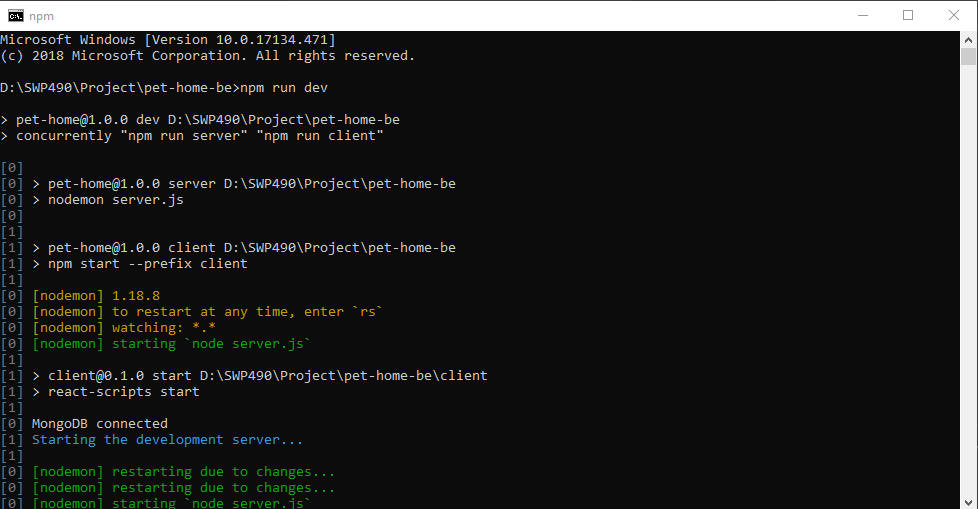 npm
Microsoft Windows [Version 10.0.17134.471]
(c) 2018 Microsoft Corporation. All rights reserved.
D:\SWP490\Project\pet-home-be>npm run dev
> pet-home@1.0.0 dev D:\SWP490\Project\pet-home-be
> concurrently "npm run server" "npm run client"
[0]
[0] > pet-home@1.0.0 server D:\SWP490\Project\pet-home-be
[0] > nodemon server.js
[0]
[1]
[1] > pet-home@1.0.0 client D:\SWP490\Project\pet-home-be
[1] > npm start --prefix client
[1]
[0] [nodemon] 1.18.8
[0] [nodemon] to restart at any time, enter `rs`
[0] [nodemon] watching: *.*
[0] [nodemon] starting `node server.js`
[1]
[1] > client@0.1.0 start D:\SWP490\Project\pet-home-be\client
[1] > react-scripts start
[1]
[0] MongoDB connected
[1] Starting the development server...
[1]
[0] [nodemon] restarting due to changes...
[0] [nodemon] restarting due to changes...
[0] [nodemon] starting `node server.js`